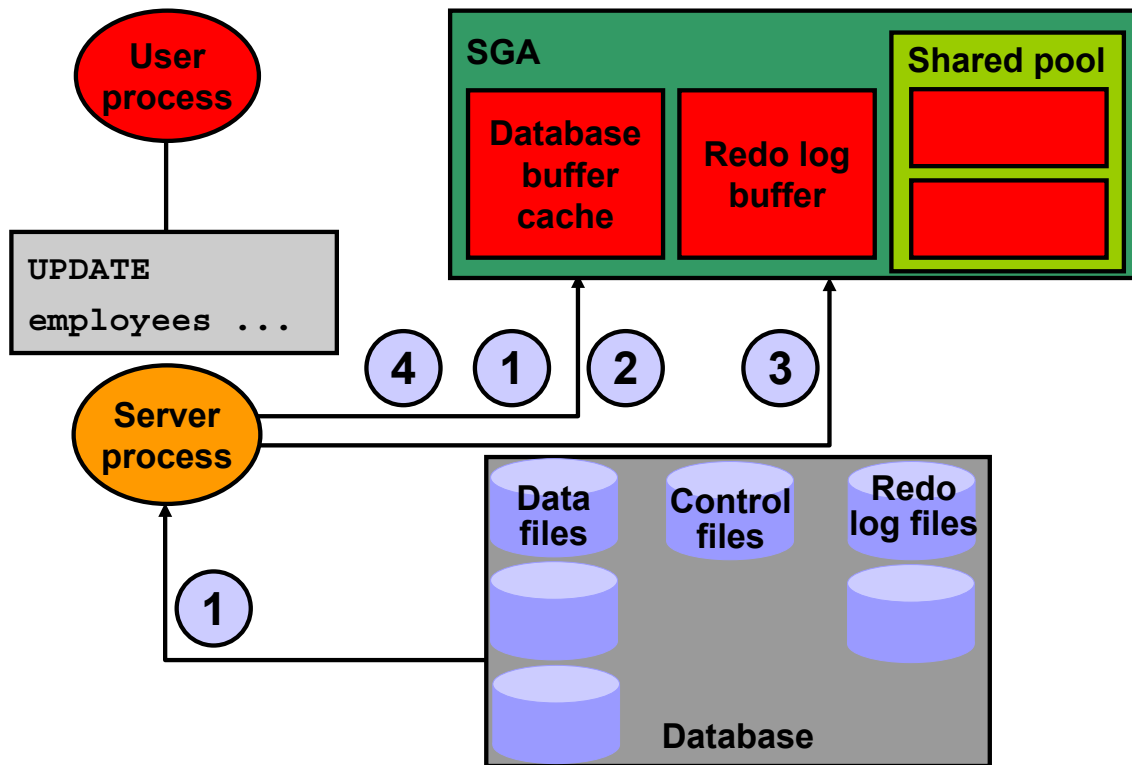 User
process
SGA
Shared pool
Database
buffer
cache
Redo log
buffer
UPDATE
employees ...
4
1
2
3
Server
process
Data
files
Control
files
Redo
log files
1
Database